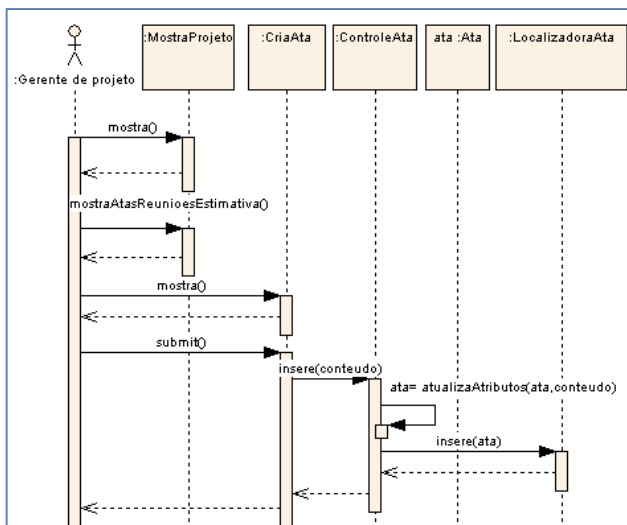 :MostraProjeto
:CriaAta
:ControleAta
ata :Ata
:LocalizadoraAta
:Gerente de projeto
mostra()
mostraAtasReunioesEstimativa()
mostra()
submit()
insere(conteudo)
ata= atualizaAtributos(ata,conteudo)
insere(ata)